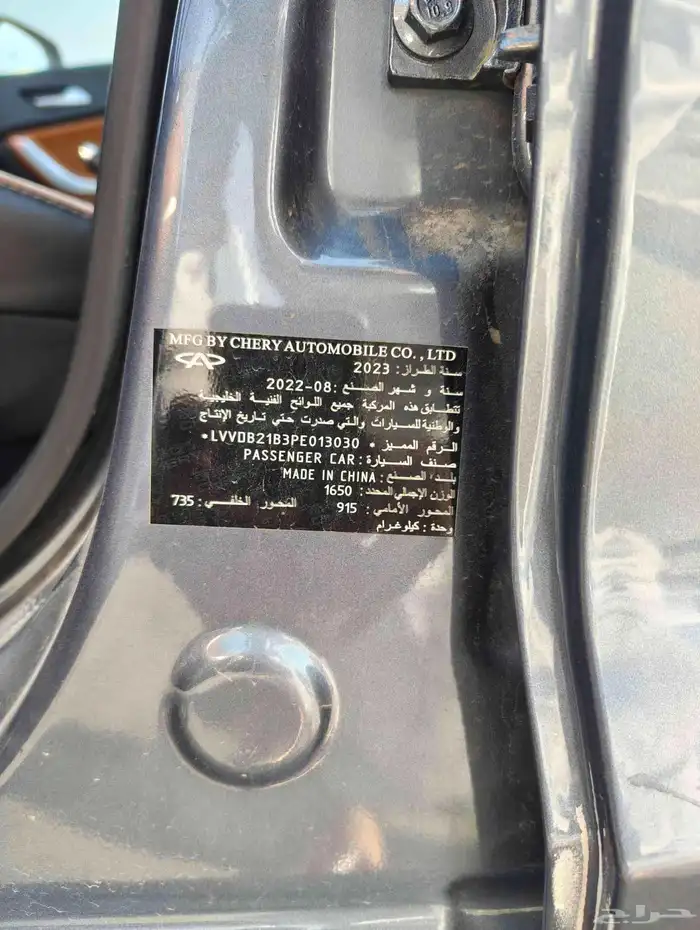 10.9
MFG BY CHERY AUTOMOBILE CO. , LTD
سنة الطراز: 2023
سنة و شهر الصنع :08-2022
تتطابق هذه المركبة جميع اللوائح الفنية الخليجية
والوطنية للسيارات والتي صدرت حتي تاريخ الإنتاج
الرقم المميز : •LVVDB21B3PE013030•
صنف السيارة: PASSENGER CAR
بلد الصنع: MADE IN CHINA
الوزن الإجمالي المحدد: 1650
المحور الأمامي: 915 المحور الخلفي: 735
وحدة : كيلوغرام
حراج